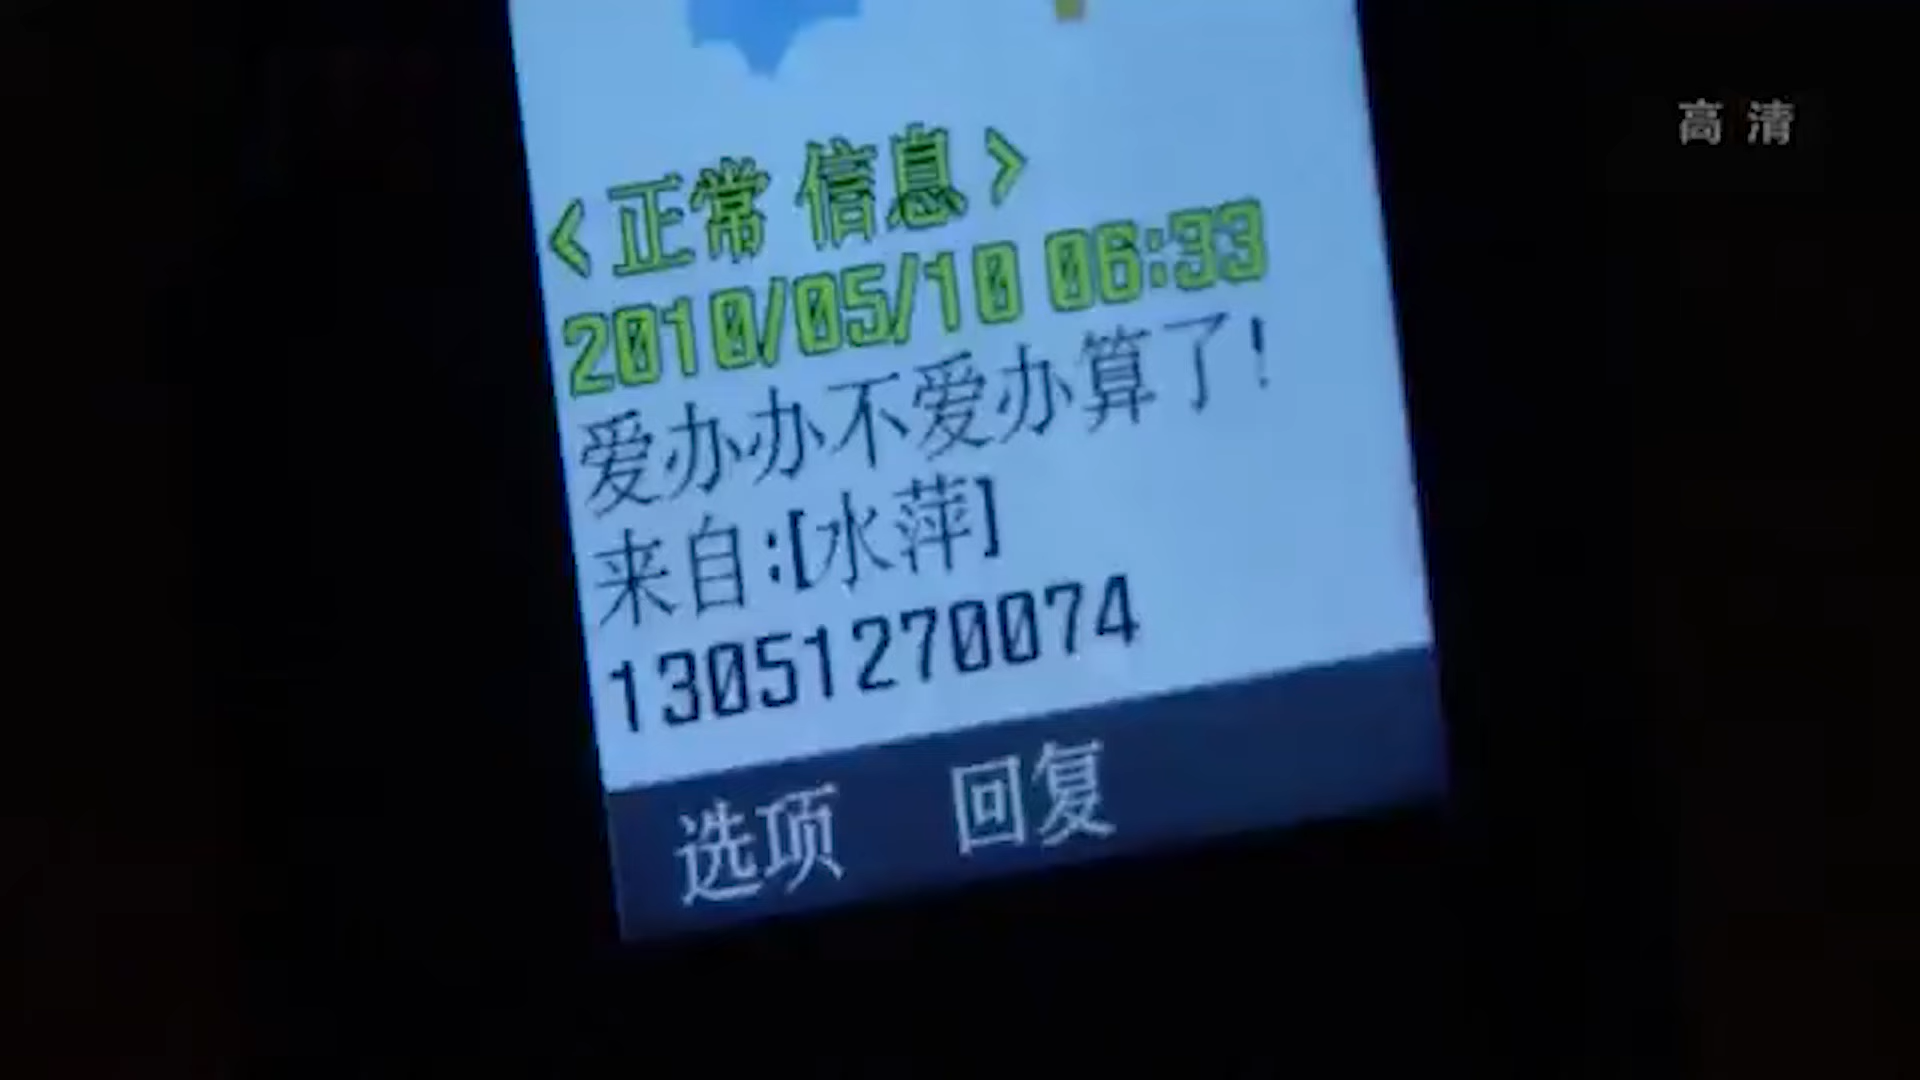 高清
<正常 信息>
2010/05/10 06:33
爱办办不爱办算了!
来自:[水萍]
13051270074
选项 回复